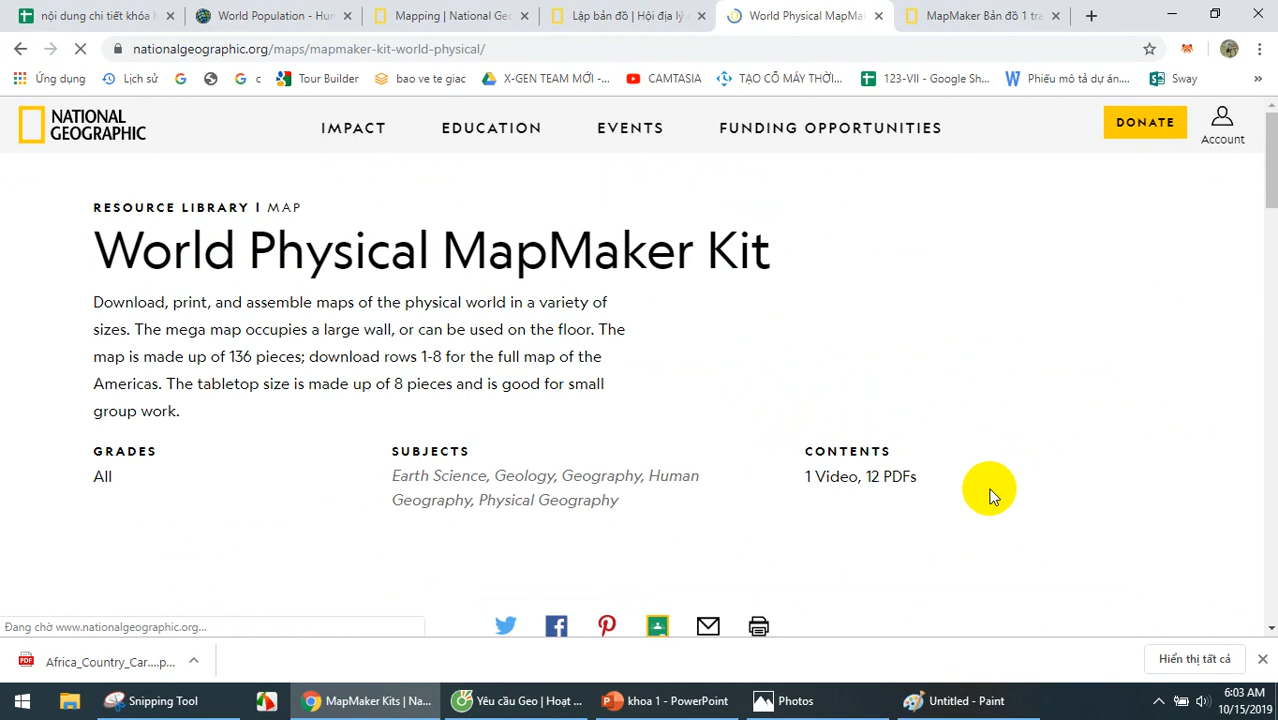 nội dung chi tiết khóa h
World Population - Hum
Mapping | National Geo
Lập bản đồ | Hội địa lý
World Physical MapMa
MapMaker Bản đồ 1 tra
nationalgeographic.org/maps/mapmaker-kit-world-physical/
Ứng dụng
Lịch sử
c
Tour Builder
bao ve te giac
X-GEN TEAM MỚI -...
CAMTASIA
TẠO CỖ MÁY THỜI...
123-VII - Google Sh...
Phiếu mô tả dự án....
Sway
»
NATIONAL
GEOGRAPHIC
IMPACT
EDUCATION
EVENTS
FUNDING OPPORTUNITIES
DONATE
Account
RESOURCE LIBRARY | MAP
World Physical MapMaker Kit
Download, print, and assemble maps of the physical world in a variety of
sizes. The mega map occupies a large wall, or can be used on the floor. The
map is made up of 136 pieces; download rows 1-8 for the full map of the
Americas. The tabletop size is made up of 8 pieces and is good for small
group work.
GRADES
All
SUBJECTS
Earth Science, Geology, Geography, Human
Geography, Physical Geography
CONTENTS
1 Video, 12 PDFs
Đang chờ www.nationalgeographic.org...
PDF
Africa_Country_Car....p...
Hiển thị tất cả
Snipping Tool
MapMaker Kits | Na...
Yêu cầu Geo | Hoạt ...
khoa 1 - PowerPoint
Photos
Untitled - Paint
6:03 AM
10/15/2019